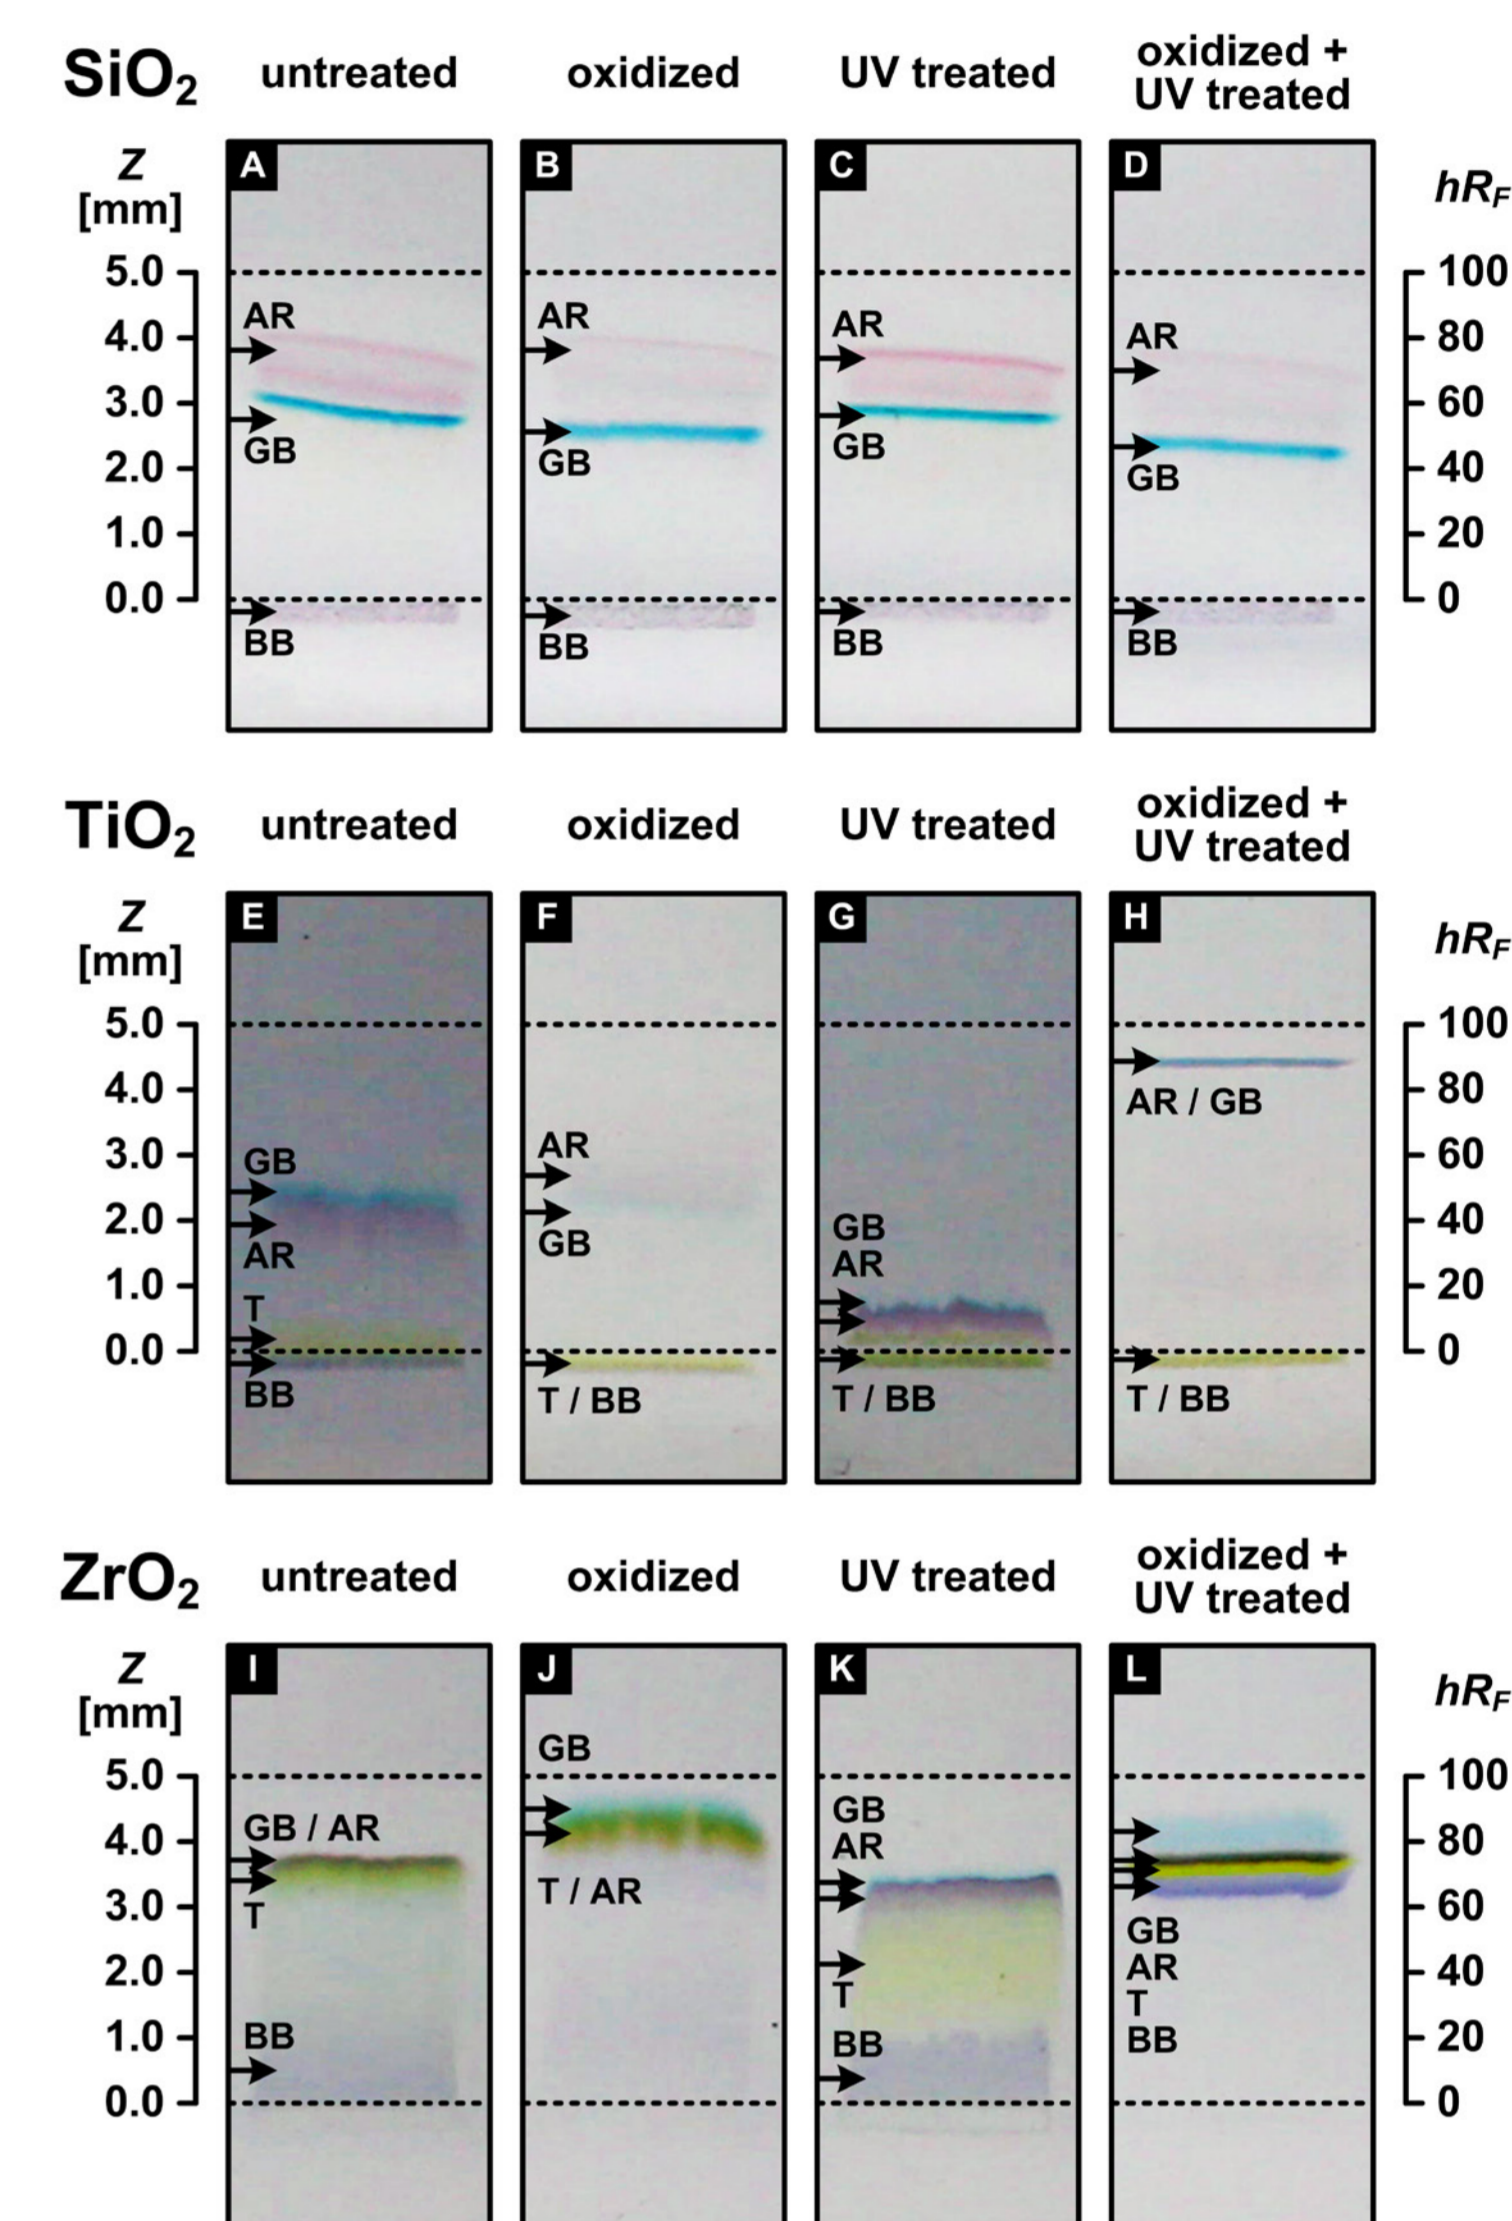 SiO2 untreated oxidized UV treated oxidized +
UV treated
A B C D
Z
[mm]
hRF
5.0 100
AR AR AR AR
4.0 80
3.0 60
GB GB GB GB
2.0 40
1.0 20
0.0 0
BB BB BB BB
TiO2 untreated oxidized UV treated oxidized +
UV treated
E F G H
Z
[mm]
hRF
5.0 100
AR / GB
4.0 80
3.0 60
GB AR
GB
2.0 40
AR GB AR
1.0 20
T
0.0 0
BB T / BB T / BB T / BB
ZrO2 untreated oxidized UV treated oxidized +
UV treated
I J K L
Z
[mm]
hRF
GB
5.0 100
GB / AR GB
4.0 80
AR
T / AR
3.0 60
T GB
AR
2.0 40
T T
1.0 20
BB BB BB
0.0 0